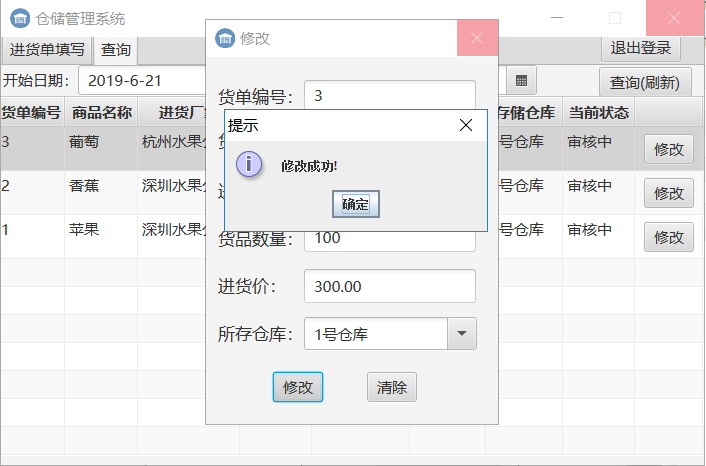 仓储管理系统
修改
进货单填写 查询
退出登录
开始日期： 2019-6-21
查询(刷新)
货单编号 商品名称 进货厂 存储仓库 当前状态
3 葡萄 杭州水果 号仓库 审核中 修改
2 香蕉 深圳水果 号仓库 审核中 修改
1 苹果 深圳水果 号仓库 审核中 修改
货单编号： 3
提示
修改成功!
确定
货品数量： 100
进货价： 300.00
所存仓库： 1号仓库
修改 清除